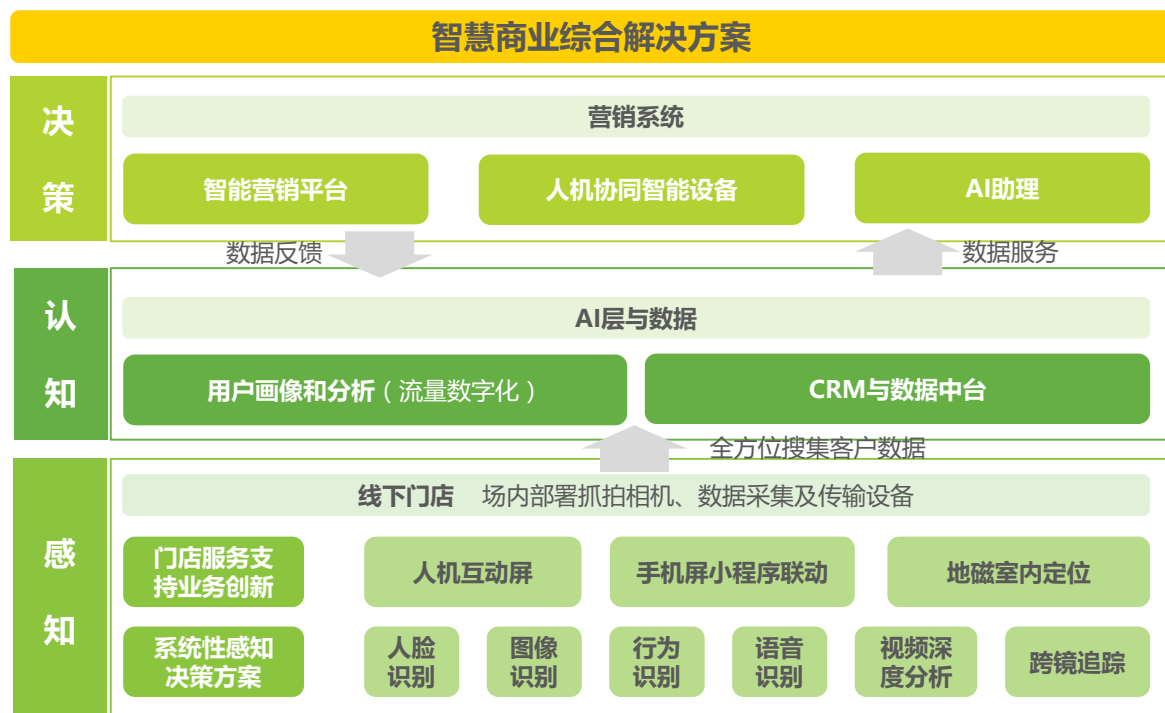 智慧商业综合解决方案
决
策
营销系统
智能营销平台
人机协同智能设备
AI助理
数据反馈
数据服务
认
知
AI层与数据
用户画像和分析（流量数字化）
CRM与数据中台
全方位搜集客户数据
感
知
线下门店 场内部署抓拍相机、数据采集及传输设备
门店服务支
持业务创新
人机互动屏
手机屏小程序联动
地磁室内定位
系统性感知
决策方案
人脸
识别
图像
识别
行为
识别
语音
识别
视频深
度分析
跨镜追踪